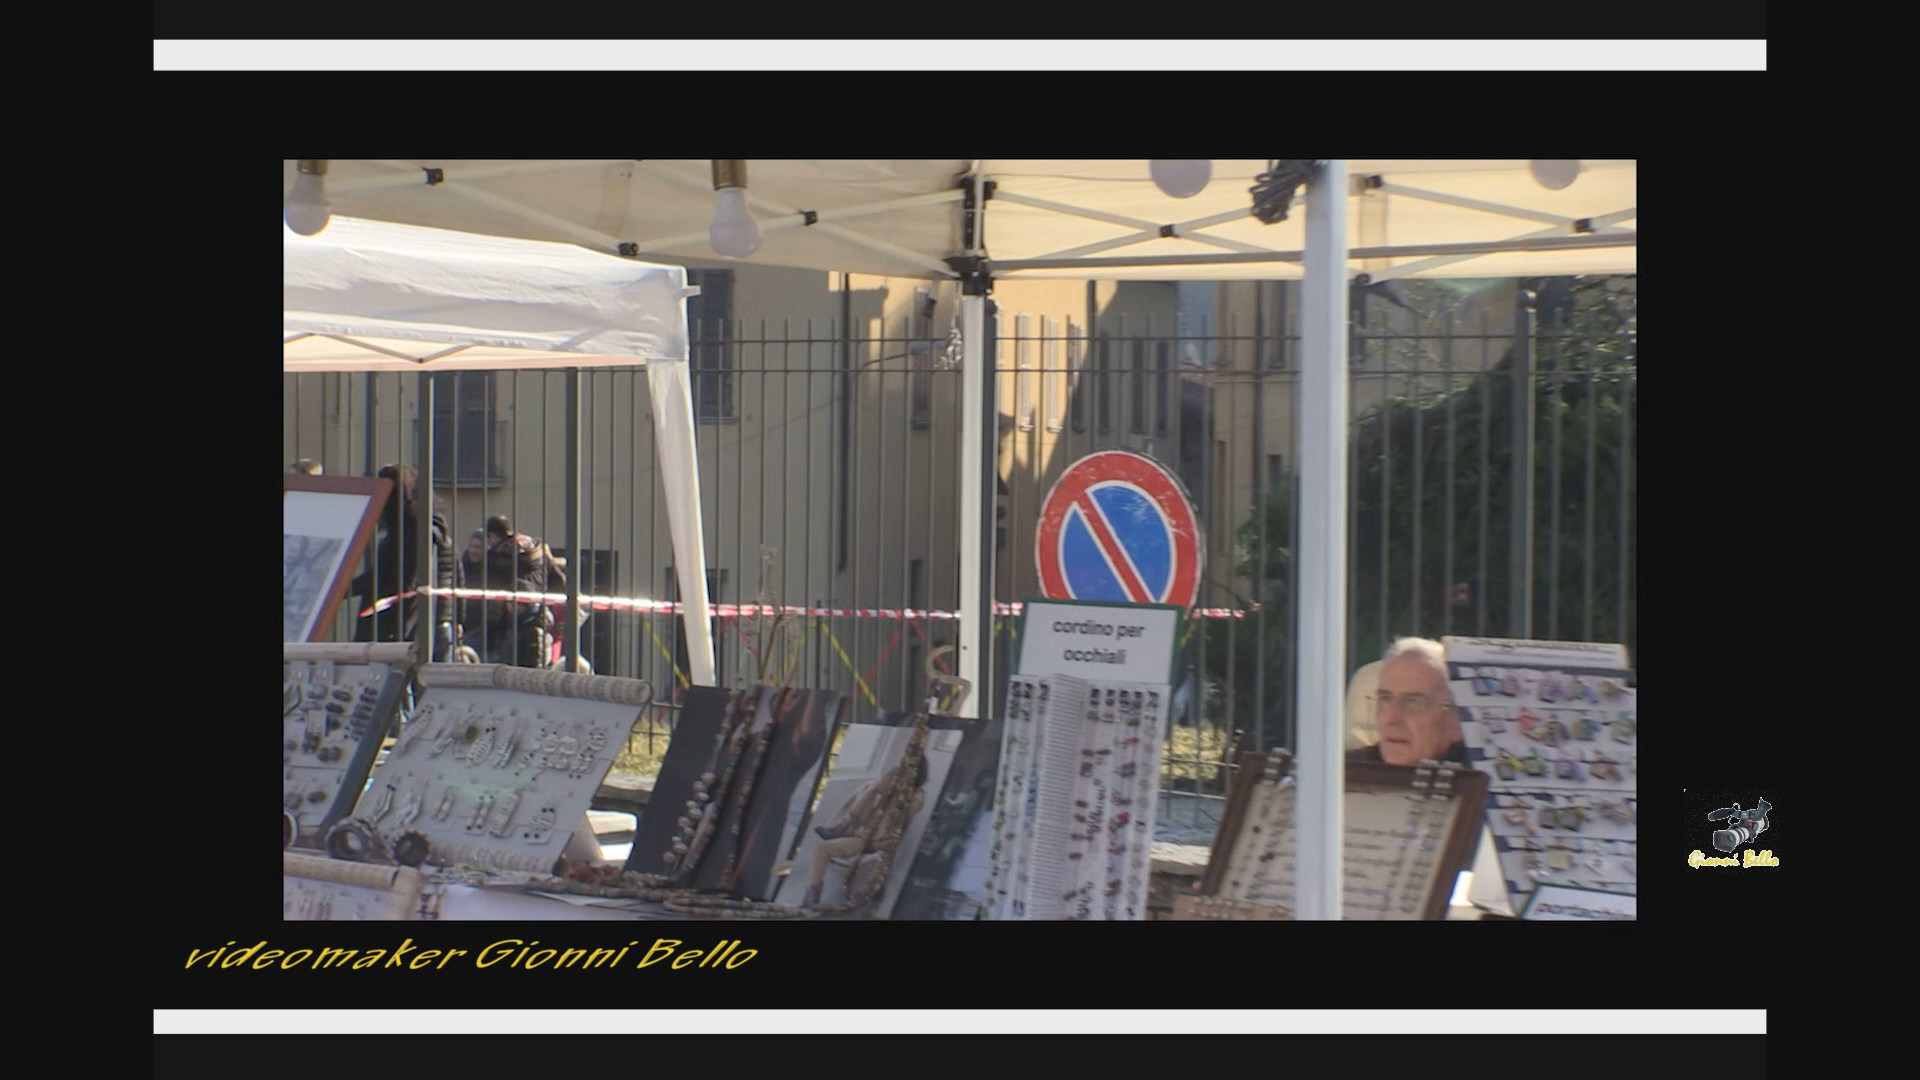 cordino per
occhiali
Gionni Bello
videomaker Gionni Bello